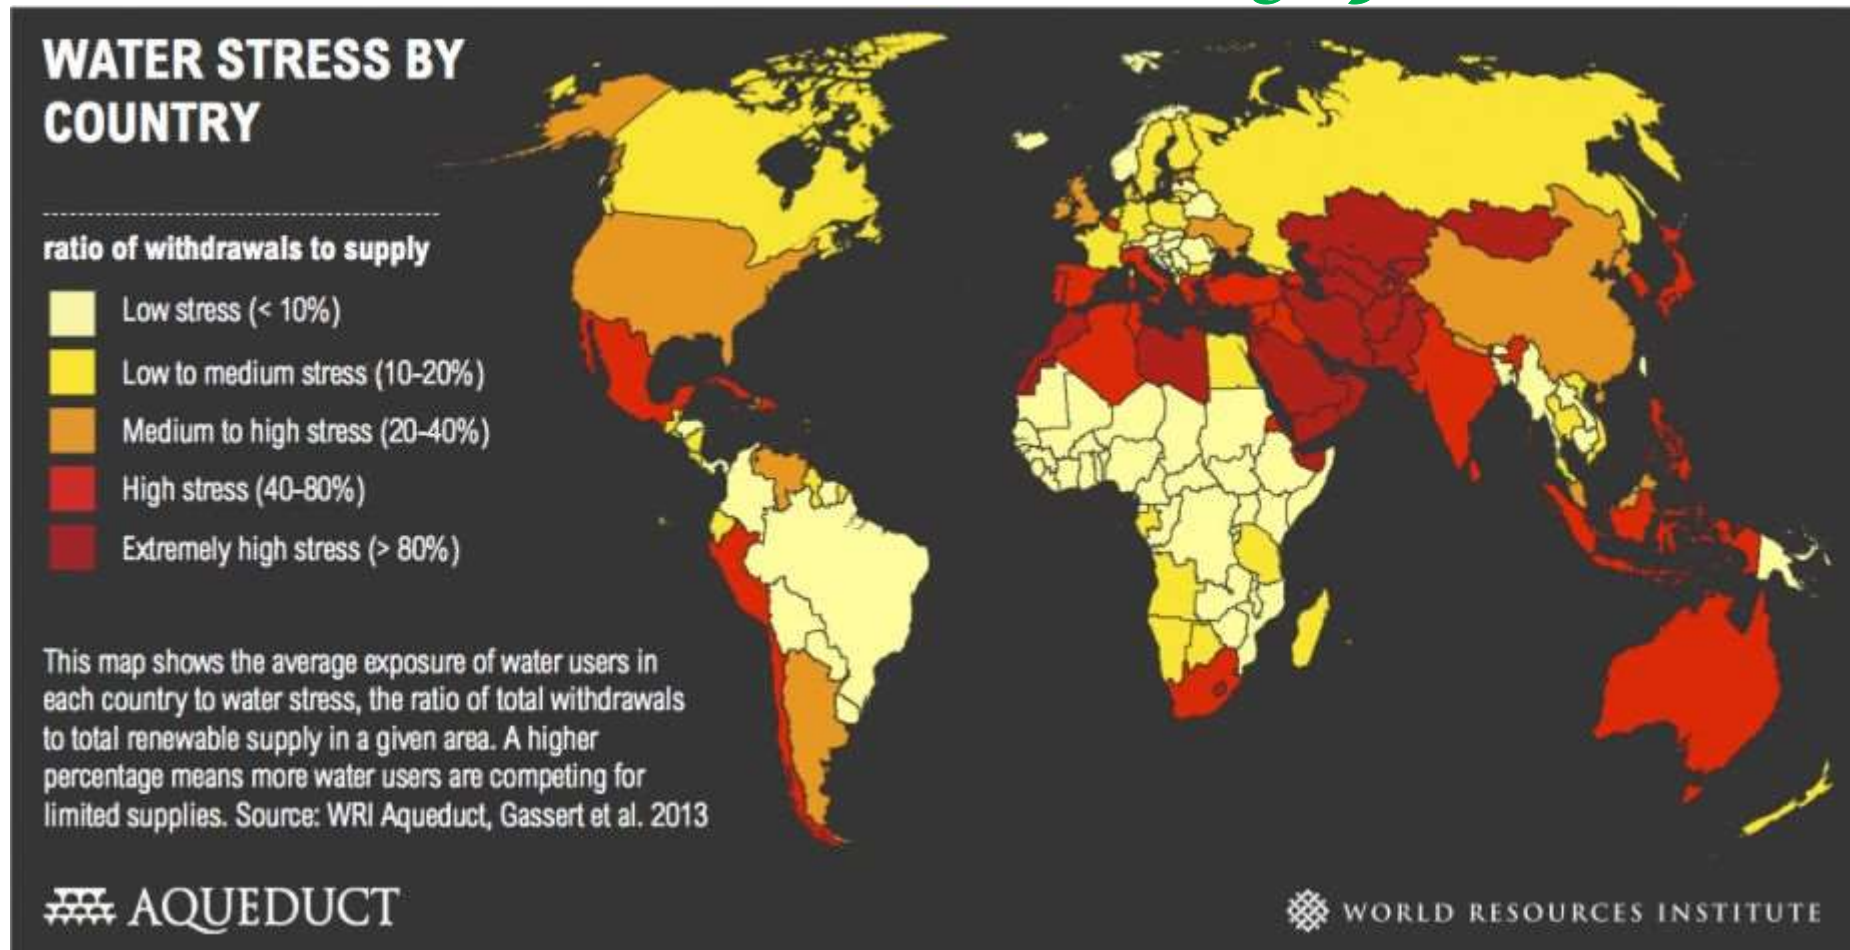 WATER STRESS BY
COUNTRY
ratio of withdrawals to supply
Low stress (< 10%)
Low to medium stress (10-20%)
Medium to high stress (20-40%)
High stress (40-80%)
Extremely high stress (> 80%)
This map shows the average exposure of water users in
each country to water stress, the ratio of total withdrawals
to total renewable supply in a given area. A higher
percentage means more water users are competing for
limited supplies. Source: WRI Aqueduct, Gassert et al. 2013
AQUEDUCT
WORLD RESOURCES INSTITUTE